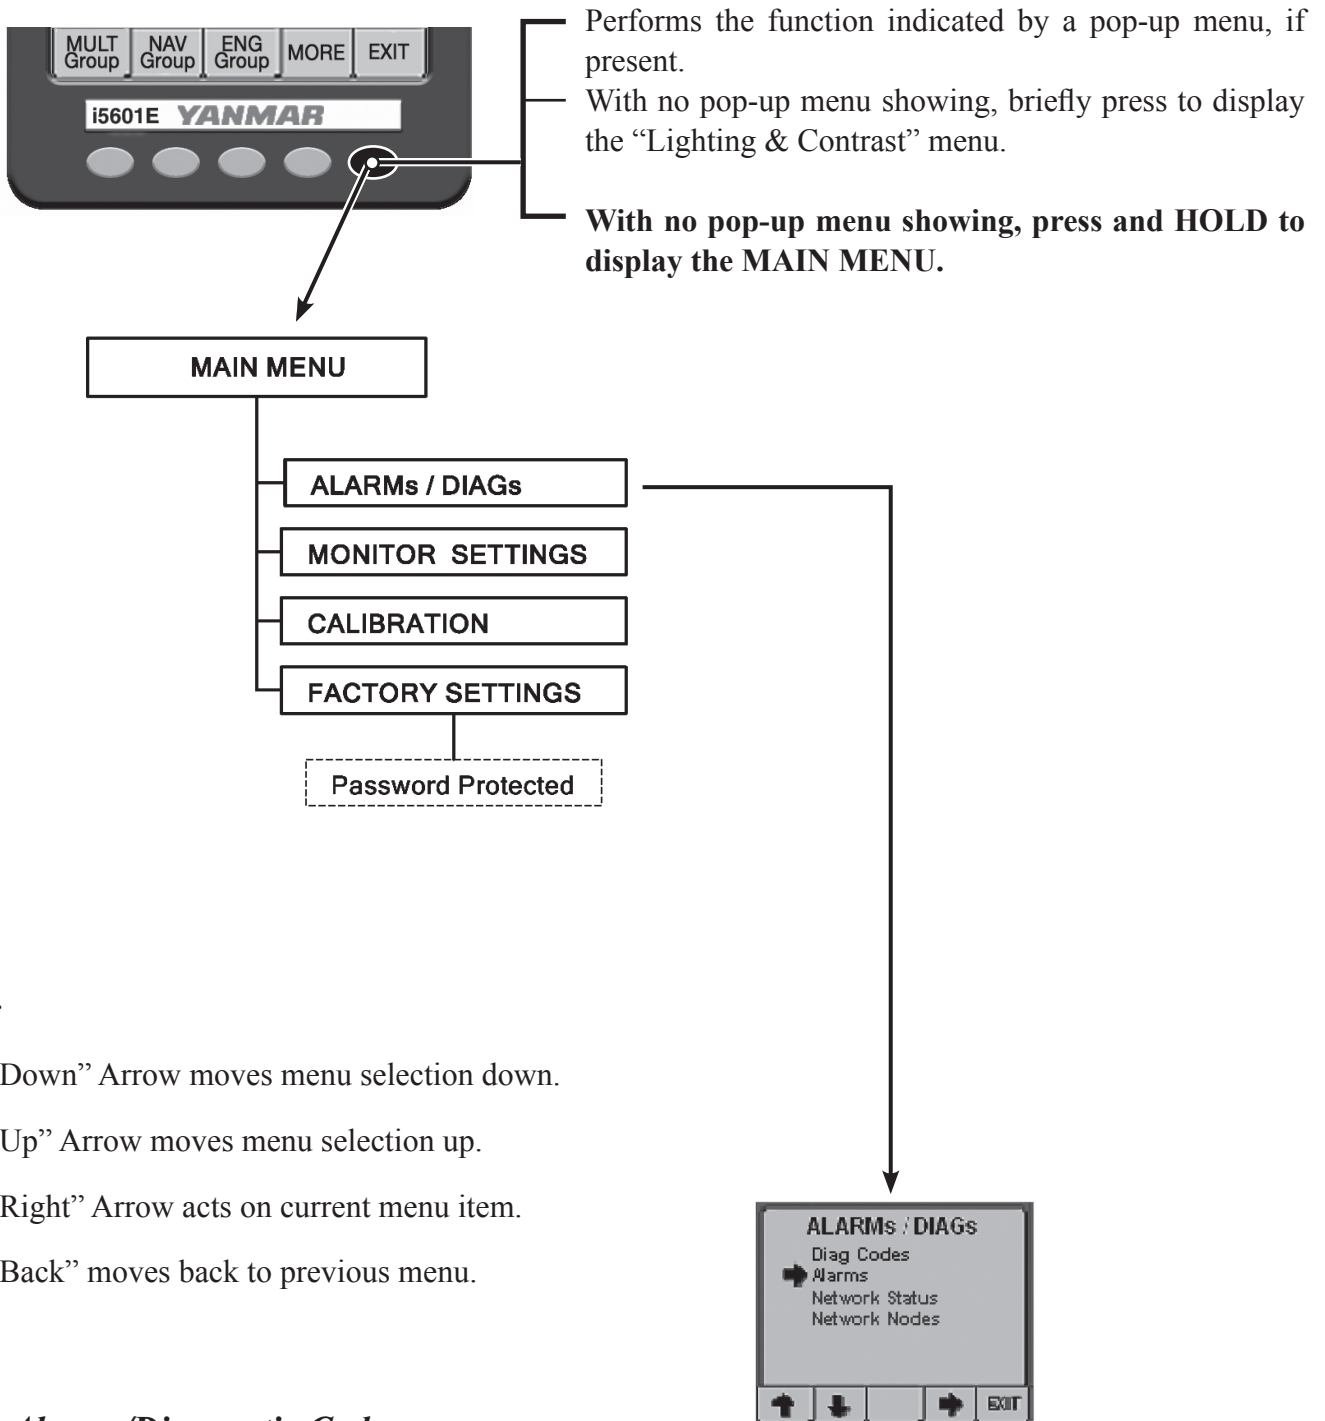 MULT Group
NAV Group
ENG Group
MORE
EXIT
i5601E YANMAR
Performs the function indicated by a pop-up menu, if
present.
With no pop-up menu showing, briefly press to display
the “Lighting & Contrast” menu.
With no pop-up menu showing, press and HOLD to
display the MAIN MENU.
MAIN MENU
ALARMs / DIAGs
MONITOR SETTINGS
CALIBRATION
FACTORY SETTINGS
Password Protected
Down” Arrow moves menu selection down.
Up” Arrow moves menu selection up.
Right” Arrow acts on current menu item.
Back” moves back to previous menu.
ALARMs / DIAGs
Diag Codes
Alarms
Network Status
Network Nodes
EXIT